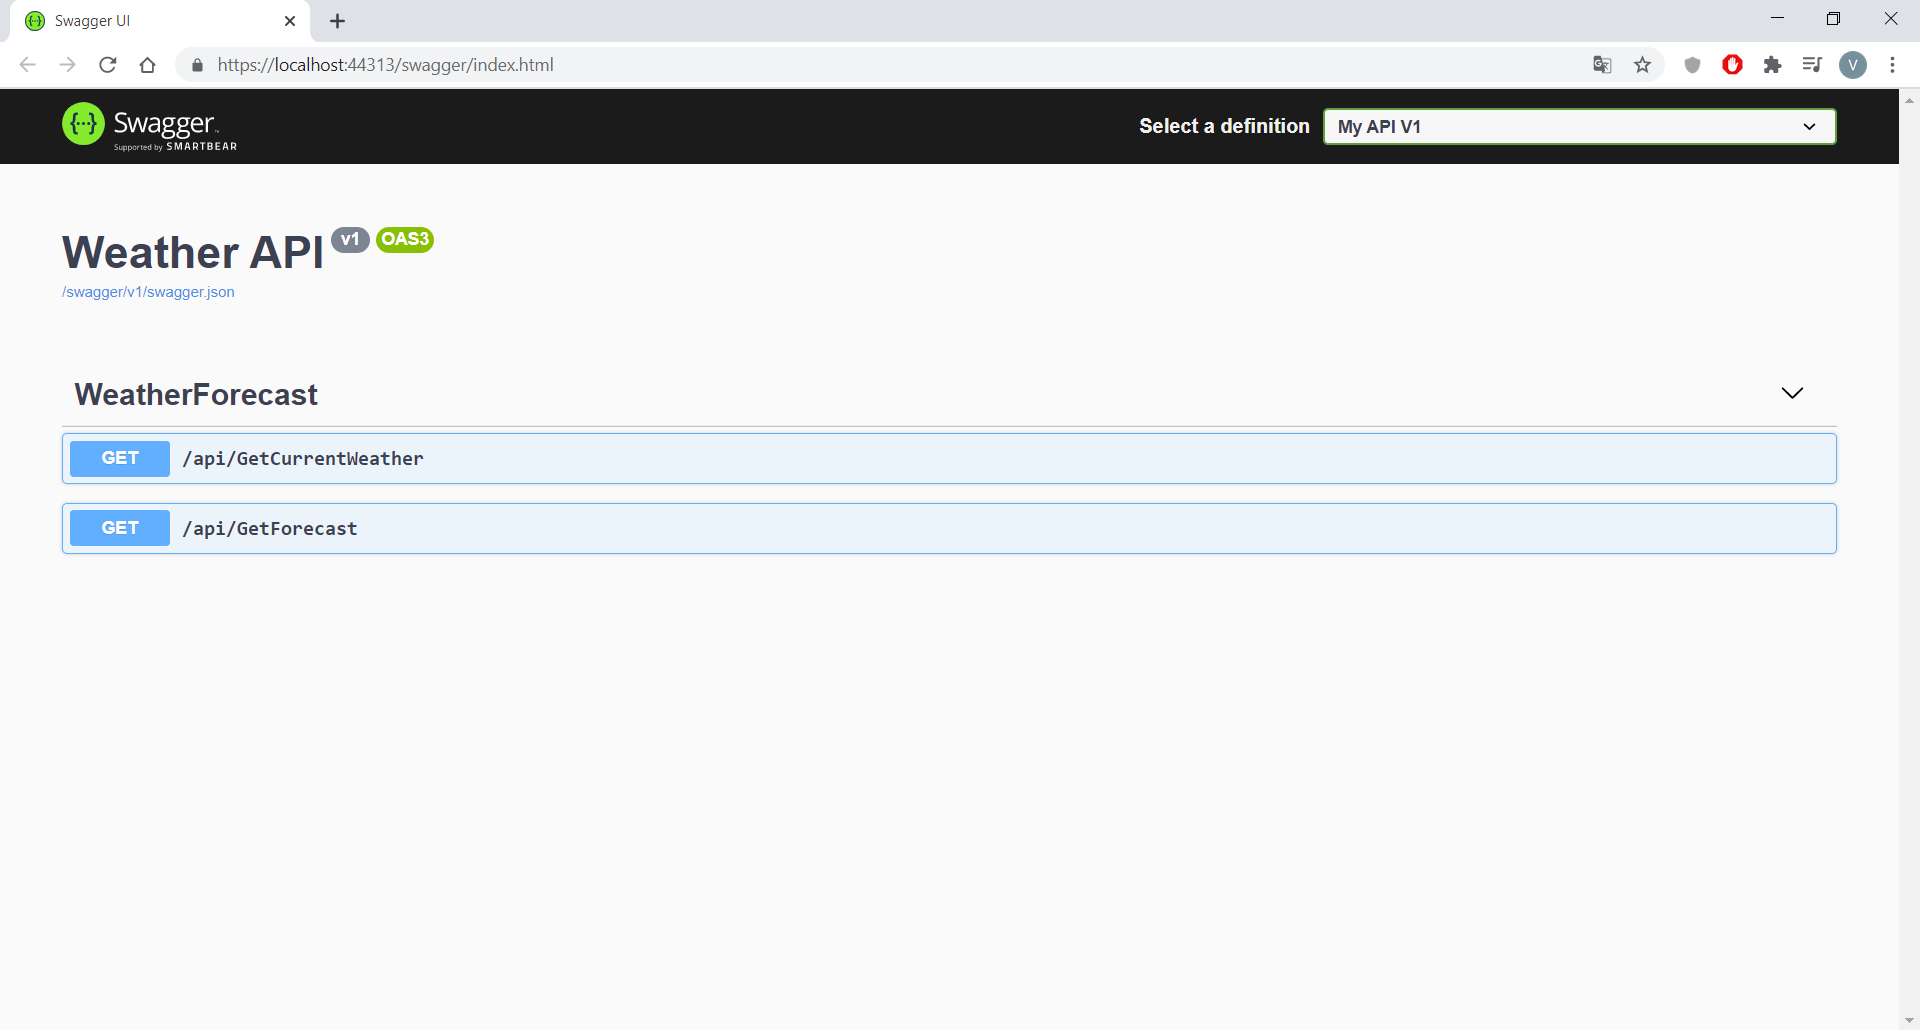 Swagger UI
https://localhost:44313/swagger/index.html
V
Swagger
Supported by SMARTBEAR
Select a definition
My API V1
Weather API v1 OAS3
/swagger/v1/swagger.json
WeatherForecast
GET /api/GetCurrentWeather
GET /api/GetForecast